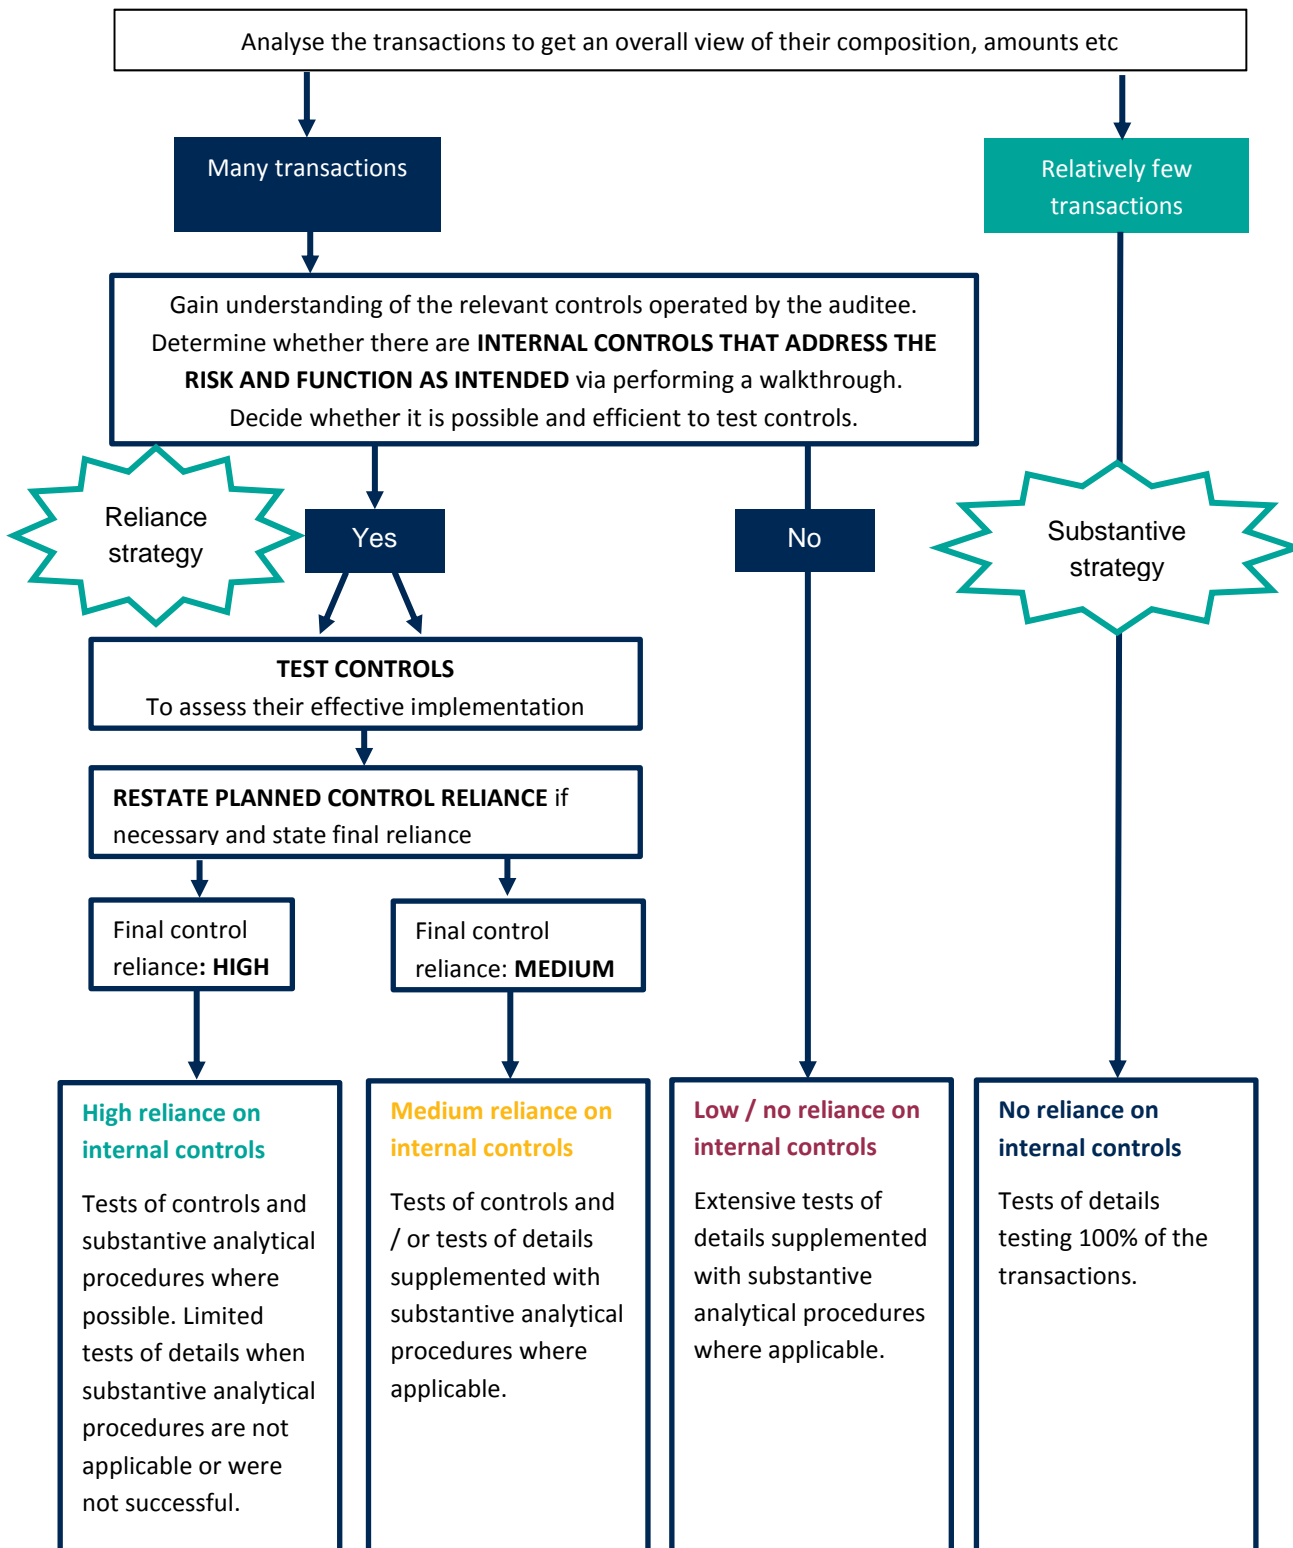 Analyse the transactions to get an overall view of their composition, amounts etc
Many transactions
Relatively few
transactions
Gain understanding of the relevant controls operated by the auditee.
Determine whether there are INTERNAL CONTROLS THAT ADDRESS THE
RISK AND FUNCTION AS INTENDED via performing a walkthrough.
Decide whether it is possible and efficient to test controls.
Reliance
strategy
Yes
No
Substantive
strategy
TEST CONTROLS
To assess their effective implementation
RESTATE PLANNED CONTROL RELIANCE if
necessary and state final reliance
Final control
reliance: HIGH
Final control
reliance: MEDIUM
High reliance on
internal controls
Tests of controls and
substantive analytical
procedures where
possible. Limited
tests of details when
substantive analytical
procedures are not
applicable or were
not successful.
Medium reliance on
internal controls
Tests of controls and
/ or tests of details
supplemented with
substantive analytical
procedures where
applicable.
Low / no reliance on
internal controls
Extensive tests of
details supplemented
with substantive
analytical procedures
where applicable.
No reliance on
internal controls
Tests of details
testing 100% of the
transactions.